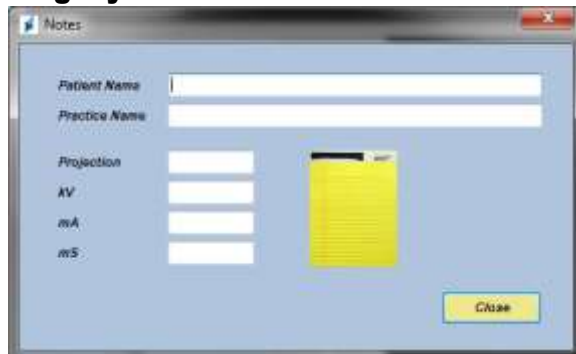 Notes
Patient Name
Practice Name
Projection
kV
mA
mS
Close